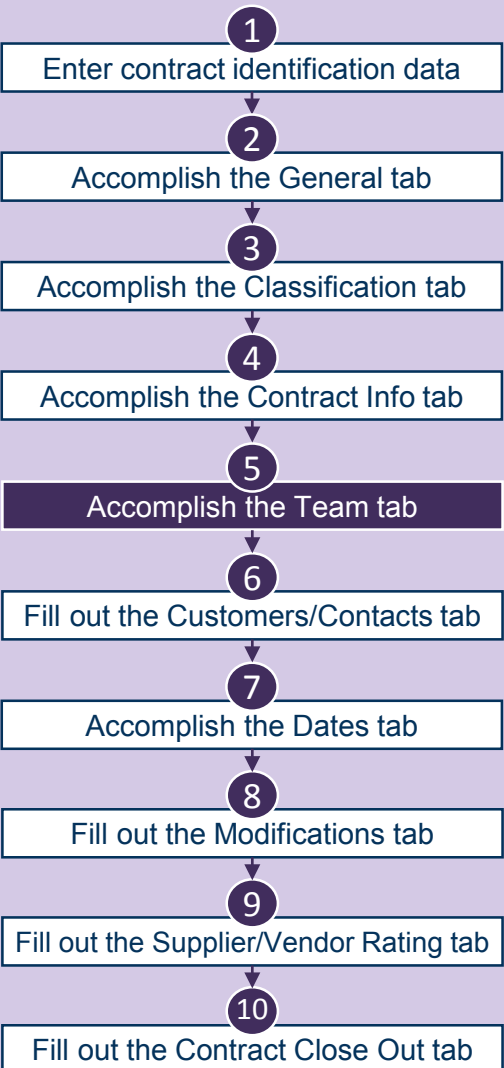 1
Enter contract identification data
2
Accomplish the General tab
3
Accomplish the Classification tab
4
Accomplish the Contract Info tab
5
Accomplish the Team tab
6
Fill out the Customers/Contacts tab
7
Accomplish the Dates tab
8
Fill out the Modifications tab
9
Fill out the Supplier/Vendor Rating tab
10
Fill out the Contract Close Out tab